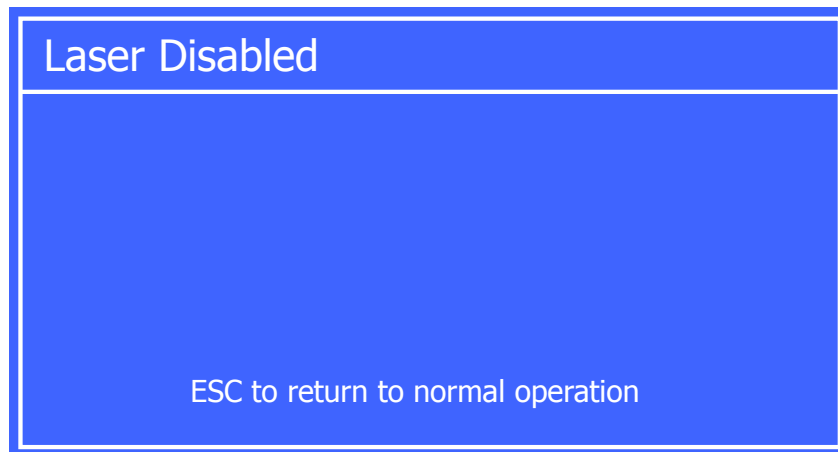 Laser Disabled
ESC to return to normal operation